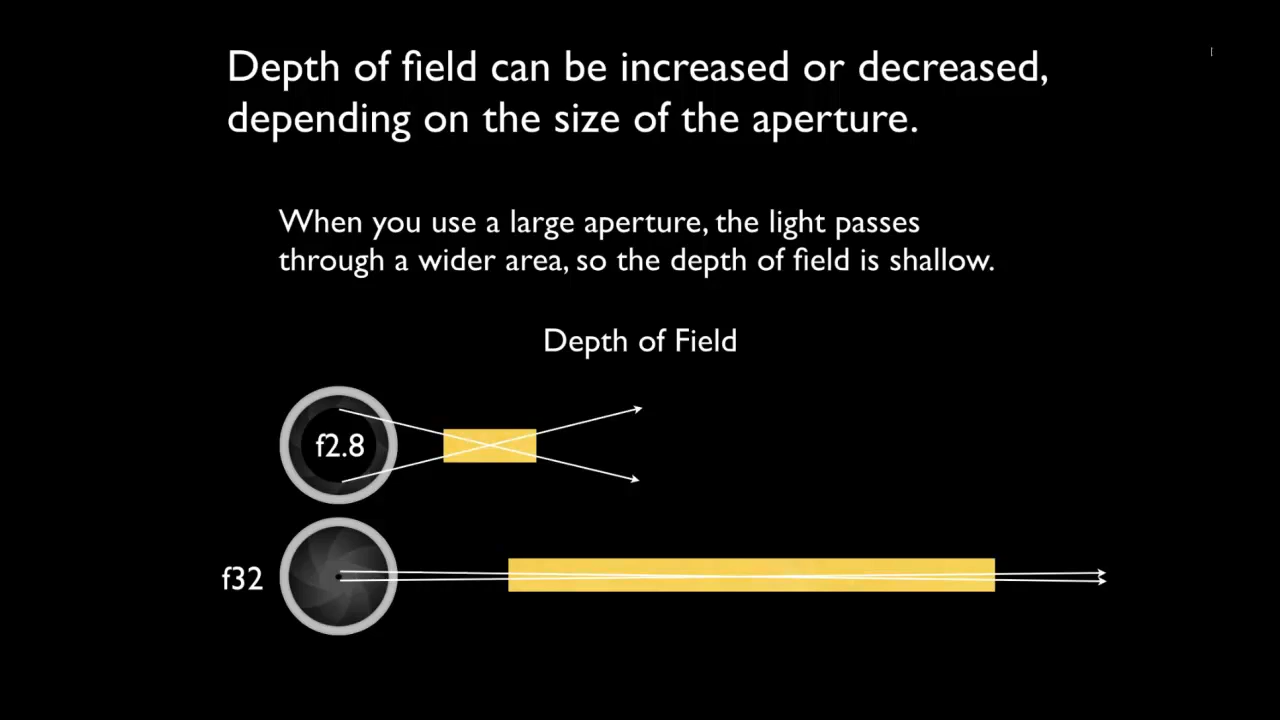 Depth of field can be increased or decreased,
depending on the size of the aperture.
When you use a large aperture, the light passes
through a wider area, so the depth of field is shallow.
Depth of Field
f2.8
f32